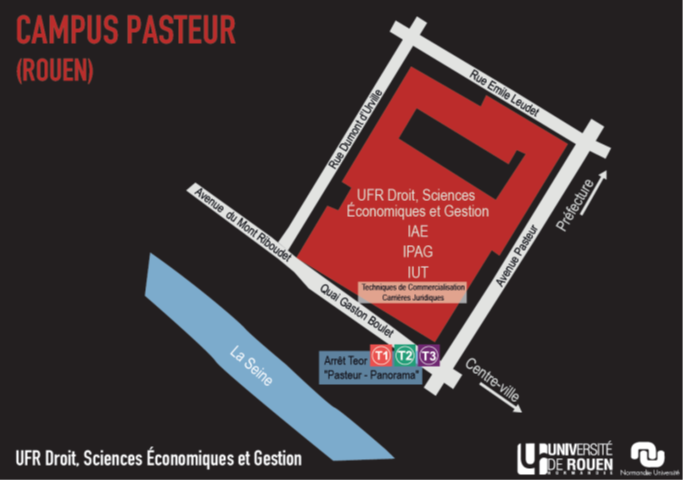 CAMPUS PASTEUR
(ROUEN)
Rue Emile Leudet
Rue Dumont d'Urville
UFR Droit, Sciences
Économiques et Gestion
IAE
IPAG
IUT
Techniques de Commercialisation
Carrières Juridiques
Préfecture
Avenue Pasteur
Avenue du Mont Riboudet
Quai Gaston Boulet
La Seine
Arrêt Teor T1 T2 T3
"Pasteur - Panorama"
Centre-ville
UFR Droit, Sciences Économiques et Gestion
UNIVERSITÉ
DE ROUEN
NORMANDIE
Normandie Université